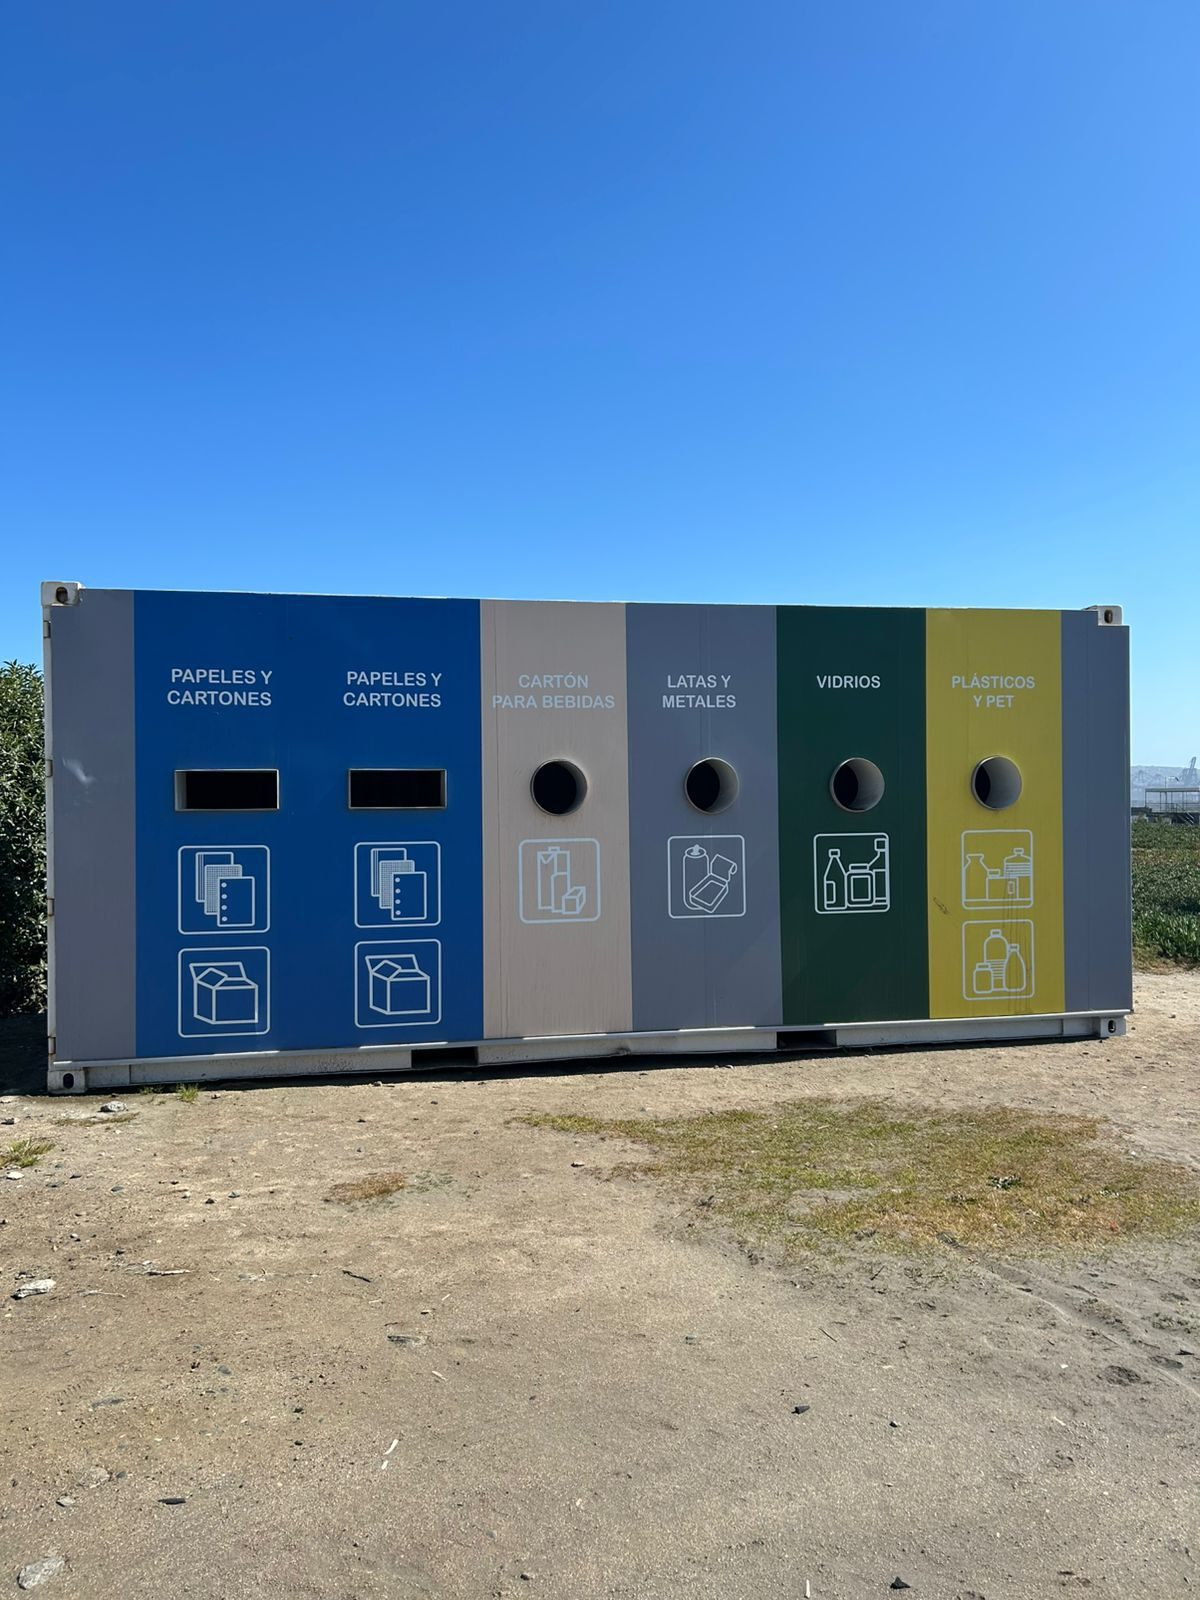 PAPELES Y
CARTONES
PAPELES Y
CARTONES
CARTÓN
PARA BEBIDAS
LATAS Y
METALES
VIDRIOS
PLÁSTICOS
Y PET